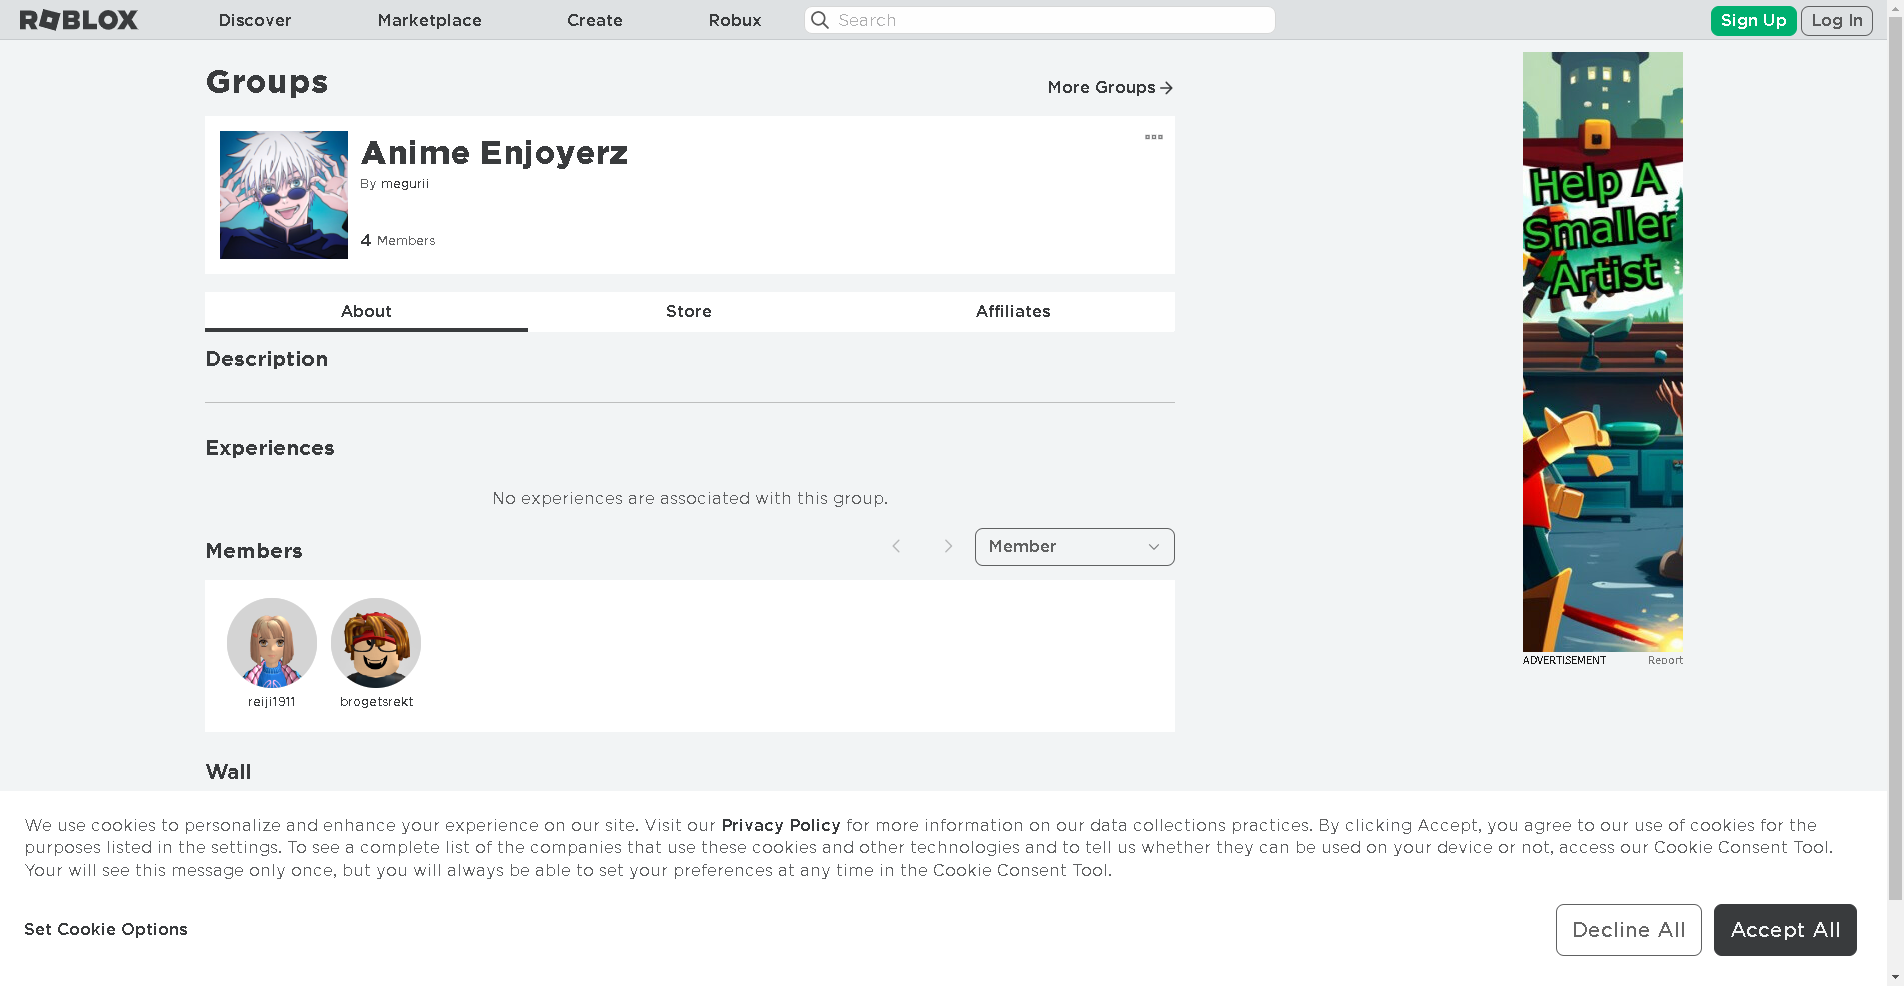 ROBLOX
Discover
Marketplace
Create
Robux
Search
Sign Up
Log In
Groups
More Groups
Anime Enjoyerz
By megurii
4 Members
About
Store
Affiliates
Description
Experiences
No experiences are associated with this group.
Members
Member
reiji1911
brogetsrekt
Wall
Help A
Smaller
Artist
ADVERTISEMENT
Report
We use cookies to personalize and enhance your experience on our site. Visit our Privacy Policy for more information on our data collections practices. By clicking Accept, you agree to our use of cookies for the
purposes listed in the settings. To see a complete list of the companies that use these cookies and other technologies and to tell us whether they can be used on your device or not, access our Cookie Consent Tool.
Your will see this message only once, but you will always be able to set your preferences at any time in the Cookie Consent Tool.
Set Cookie Options
Decline All
Accept All